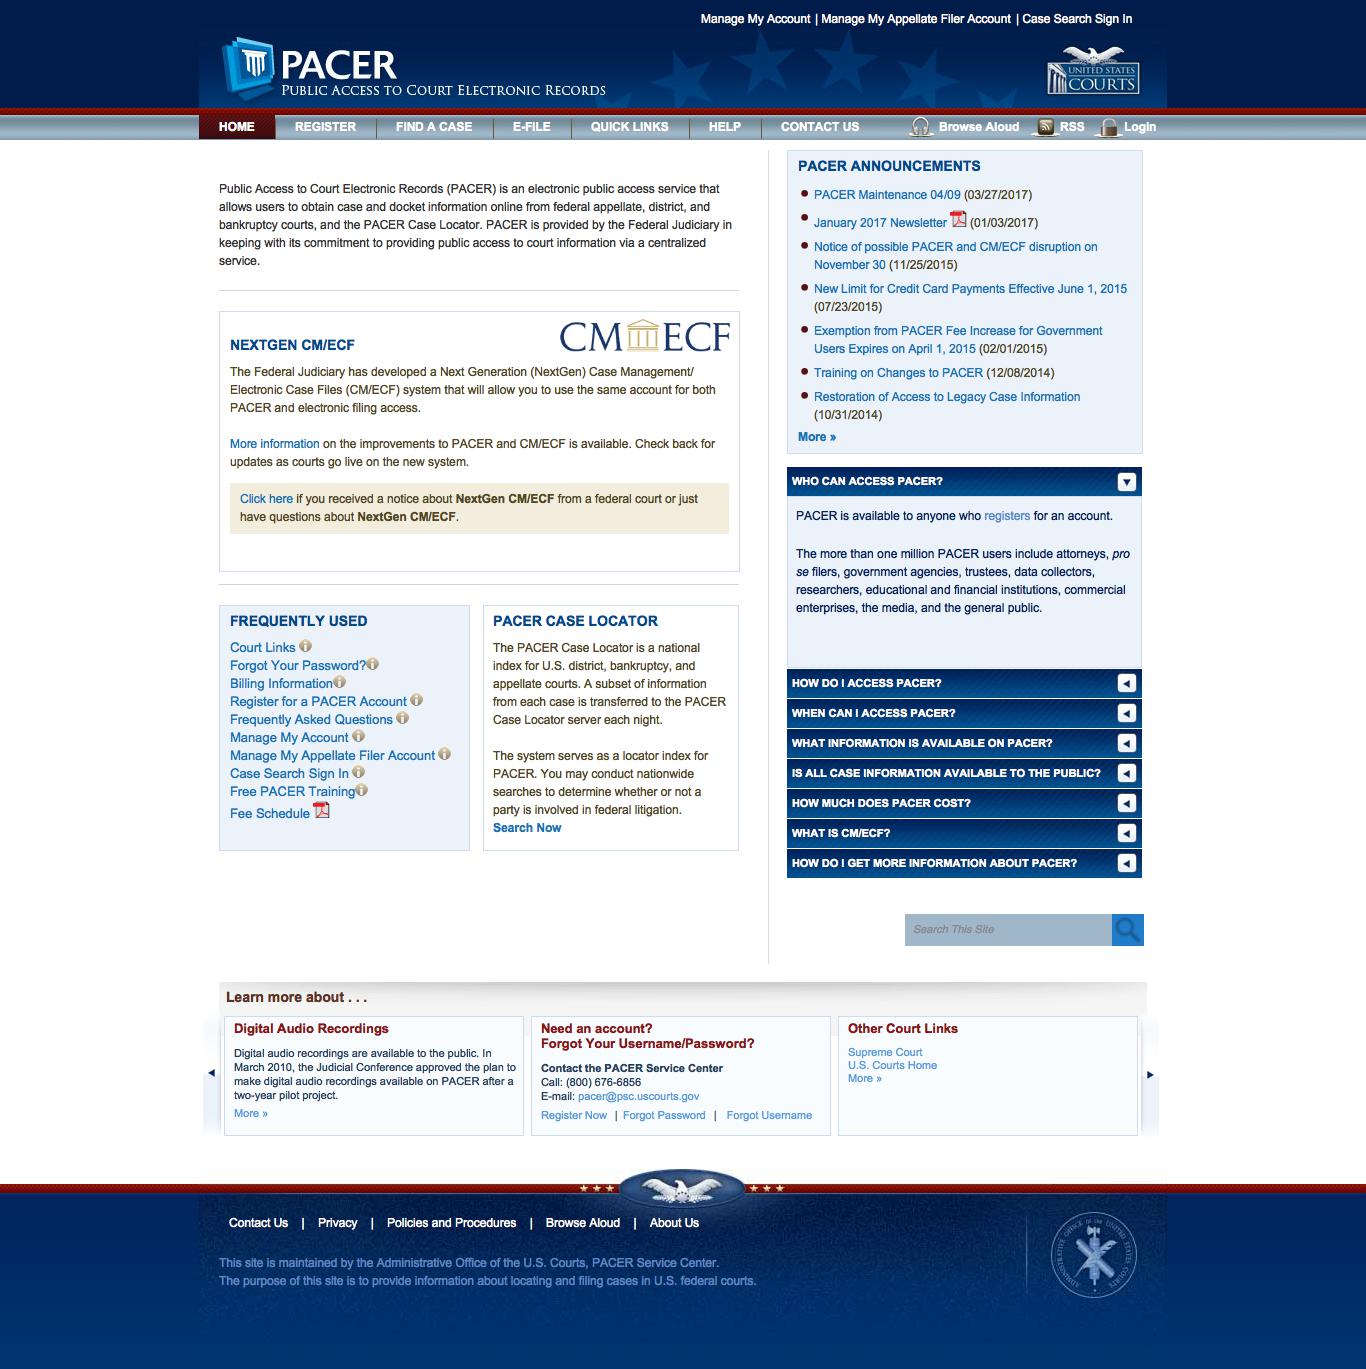 Manage My Account | Manage My Appellate Filer Account | Case Search Sign In
PACER
PUBLIC ACCESS TO COURT ELECTRONIC RECORDS
UNITED STATES
COURTS
HOME REGISTER FIND A CASE E-FILE QUICK LINKS HELP CONTACT US Browse Aloud RSS Login
Public Access to Court Electronic Records (PACER) is an electronic public access service that
allows users to obtain case and docket information online from federal appellate, district, and
bankruptcy courts, and the PACER Case Locator. PACER is provided by the Federal Judiciary in
keeping with its commitment to providing public access to court information via a centralized
service.
CM ECF
NEXTGEN CM/ECF
The Federal Judiciary has developed a Next Generation (NextGen) Case Management/
Electronic Case Files (CM/ECF) system that will allow you to use the same account for both
PACER and electronic filing access.
More information on the improvements to PACER and CM/ECF is available. Check back for
updates as courts go live on the new system.
Click here if you received a notice about NextGen CM/ECF from a federal court or just
have questions about NextGen CM/ECF.
FREQUENTLY USED
Court Links
Forgot Your Password?
Billing Information
Register for a PACER Account
Frequently Asked Questions
Manage My Account
Manage My Appellate Filer Account
Case Search Sign In
Free PACER Training
Fee Schedule
PACER CASE LOCATOR
The PACER Case Locator is a national
index for U.S. district, bankruptcy, and
appellate courts. A subset of information
from each case is transferred to the PACER
Case Locator server each night.
The system serves as a locator index for
PACER. You may conduct nationwide
searches to determine whether or not a
party is involved in federal litigation.
Search Now
PACER ANNOUNCEMENTS
PACER Maintenance 04/09 (03/27/2017)
January 2017 Newsletter (01/03/2017)
Notice of possible PACER and CM/ECF disruption on
November 30 (11/25/2015)
New Limit for Credit Card Payments Effective June 1, 2015
(07/23/2015)
Exemption from PACER Fee Increase for Government
Users Expires on April 1, 2015 (02/01/2015)
Training on Changes to PACER (12/08/2014)
Restoration of Access to Legacy Case Information
(10/31/2014)
More »
WHO CAN ACCESS PACER?
PACER is available to anyone who registers for an account.
The more than one million PACER users include attorneys, pro
se filers, government agencies, trustees, data collectors,
researchers, educational and financial institutions, commercial
enterprises, the media, and the general public.
HOW DO I ACCESS PACER?
WHEN CAN I ACCESS PACER?
WHAT INFORMATION IS AVAILABLE ON PACER?
IS ALL CASE INFORMATION AVAILABLE TO THE PUBLIC?
HOW MUCH DOES PACER COST?
WHAT IS CM/ECF?
HOW DO I GET MORE INFORMATION ABOUT PACER?
Search This Site
Learn more about . . .
Digital Audio Recordings
Digital audio recordings are available to the public. In
March 2010, the Judicial Conference approved the plan to
make digital audio recordings available on PACER after a
two-year pilot project.
More »
Need an account?
Forgot Your Username/Password?
Contact the PACER Service Center
Call: (800) 676-6856
E-mail: pacer@psc.uscourts.gov
Register Now | Forgot Password | Forgot Username
Other Court Links
Supreme Court
U.S. Courts Home
More »
Contact Us | Privacy | Policies and Procedures | Browse Aloud | About Us
This site is maintained by the Administrative Office of the U.S. Courts, PACER Service Center.
The purpose of this site is to provide information about locating and filing cases in U.S. federal courts.
ADMINISTRATIVE OFFICE OF THE UNITED STATES COURTS